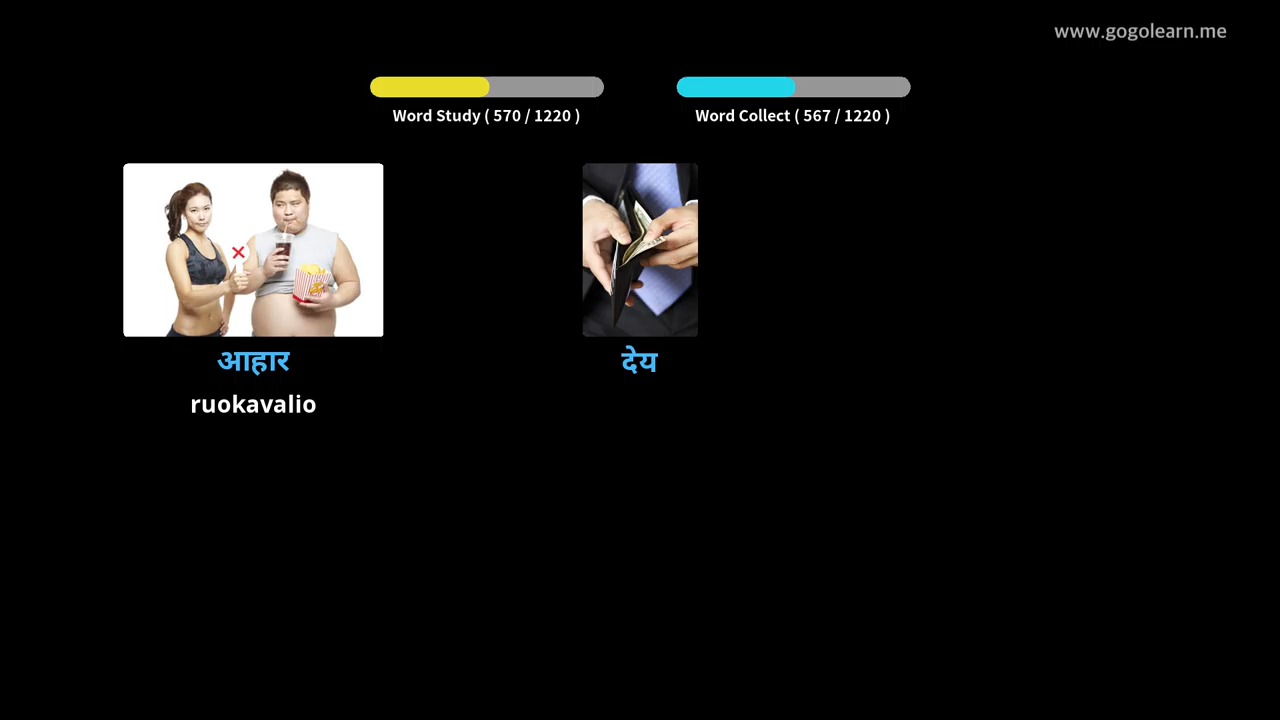 www.gogolearn.me
Word Study ( 570 / 1220 )
Word Collect ( 567 / 1220 )
आहार
देय
ruokavalio